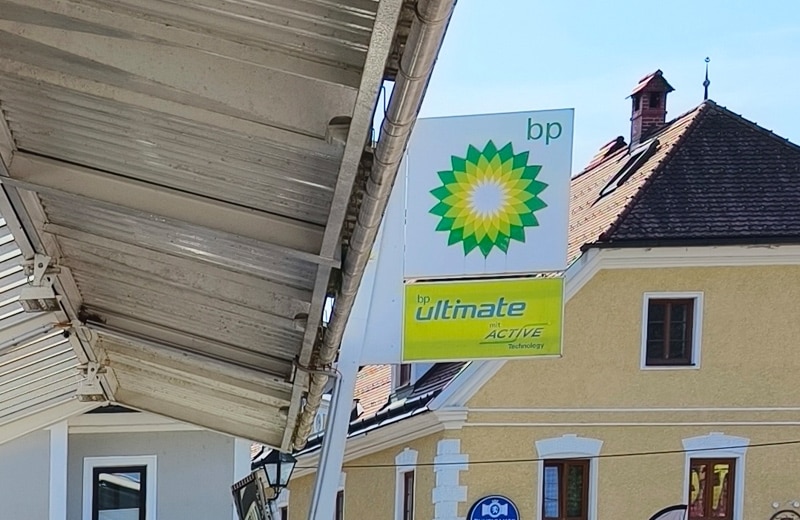 bp
bp
ultimate
mit
ACTIVE
Technology